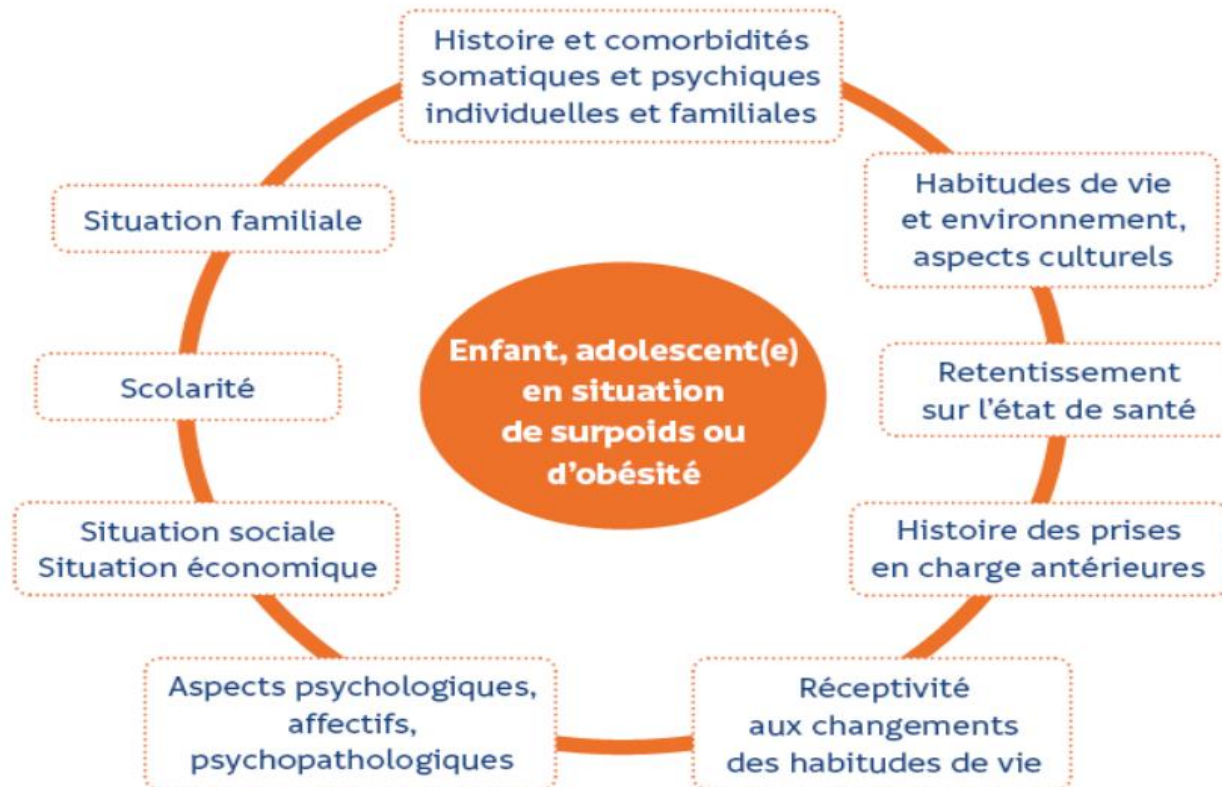 Histoire et comorbidités
somatiques et psychiques
individuelles et familiales
Habitudes de vie
et environnement,
aspects culturels
Retentissement
sur l'état de santé
Histoire des prises
en charge antérieures
Réceptivité
aux changements
des habitudes de vie
Aspects psychologiques,
affectifs,
psychopathologiques
Situation sociale
Situation économique
Scolarité
Situation familiale
Enfant, adolescent(e)
en situation
de surpoids ou
d'obésité